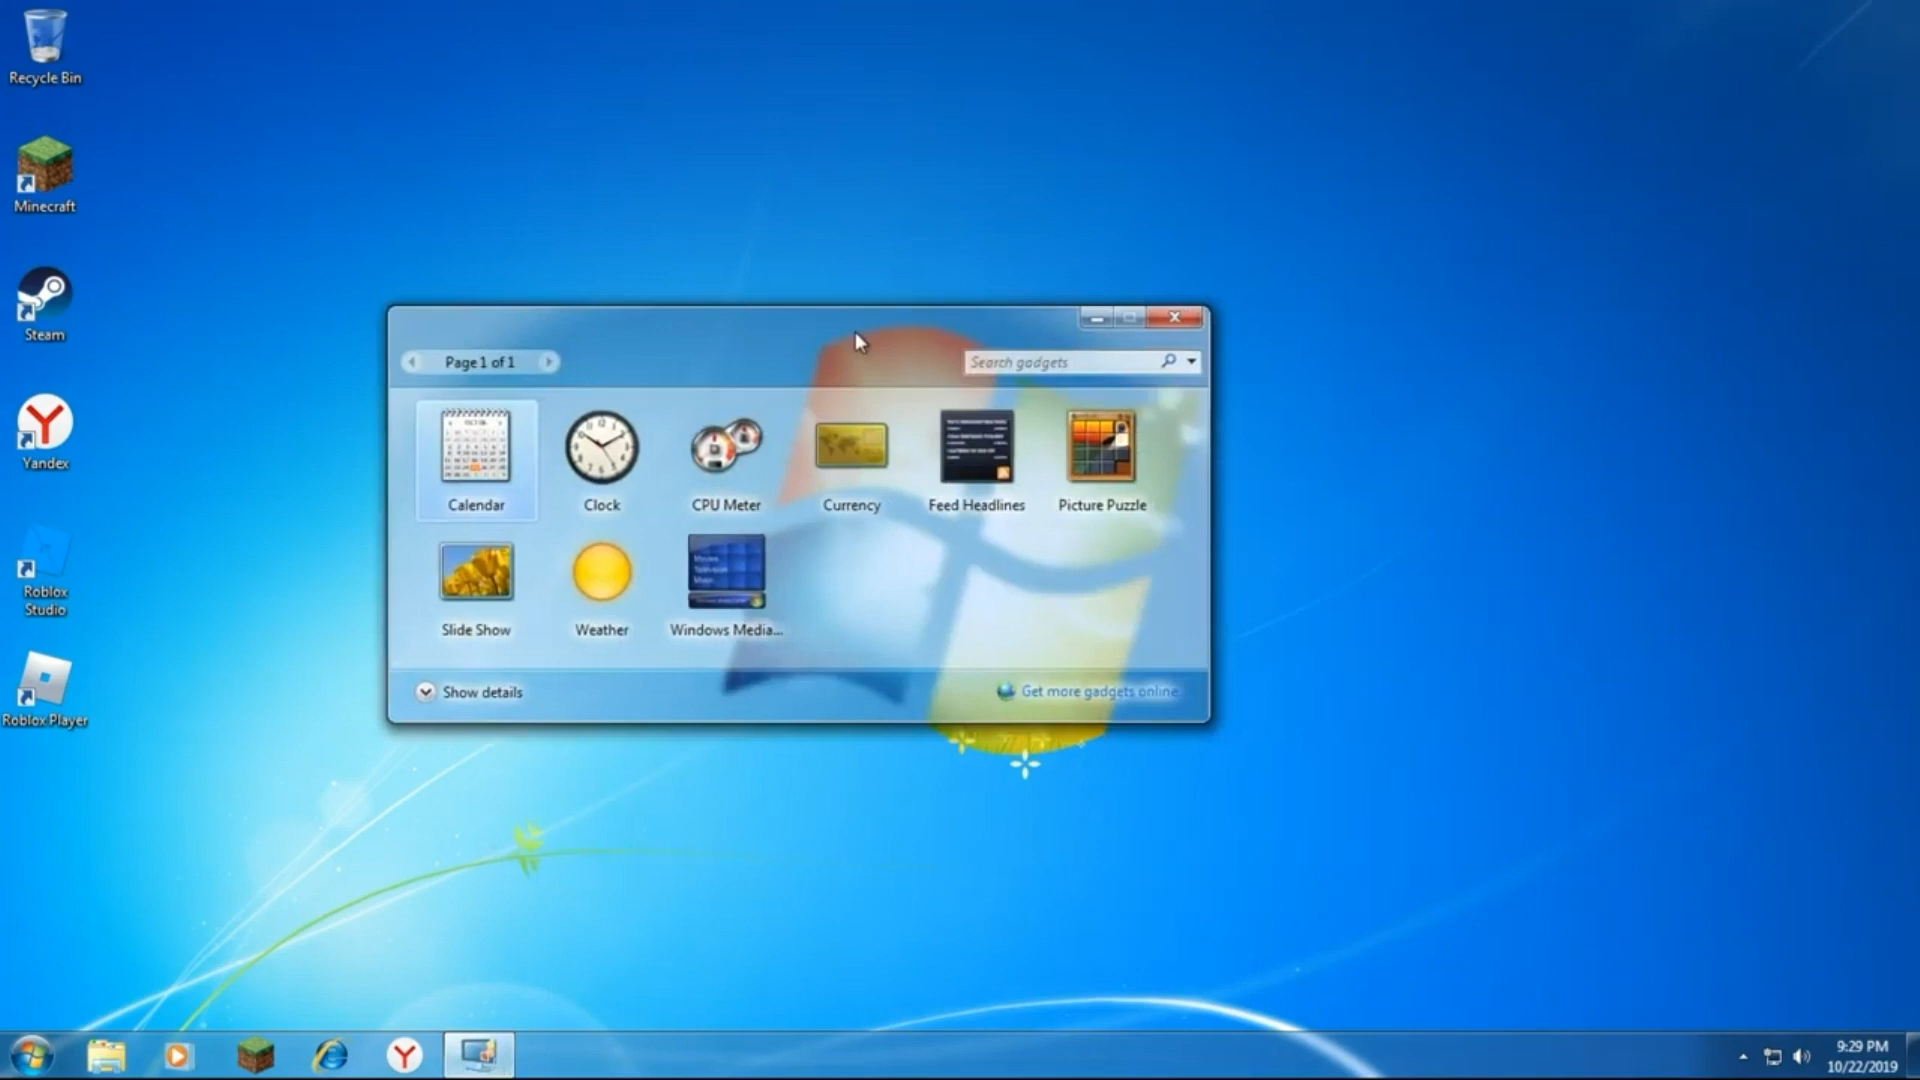 Recycle Bin
Minecraft
Steam
Yandex
Roblox
Studio
Roblox Player
Page 1 of 1
Search gadgets
Calendar
Clock
CPU Meter
Currency
Feed Headlines
Picture Puzzle
Slide Show
Weather
Windows Media...
Show details
Get more gadgets online
9:29 PM
10/22/2019